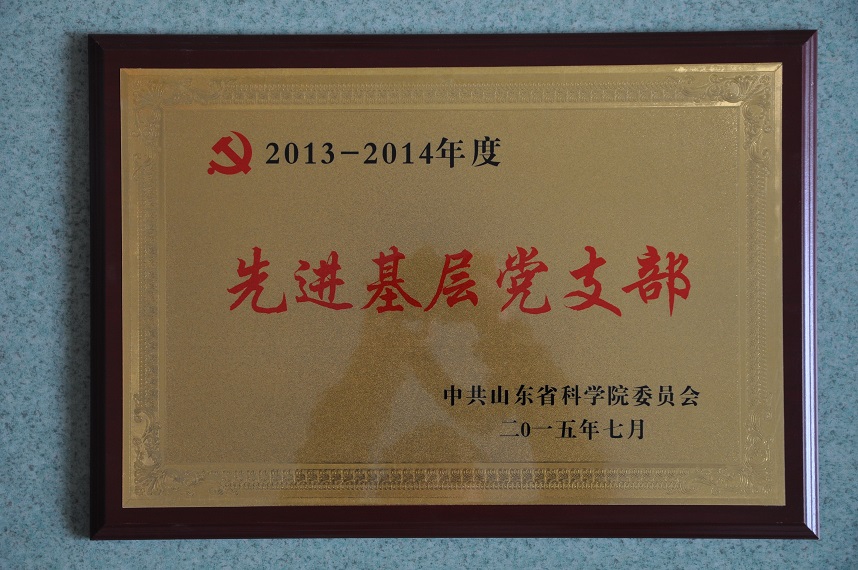 2013-2014年度
先进基层党支部
中共山东省科学院委员会
二0一五年七月